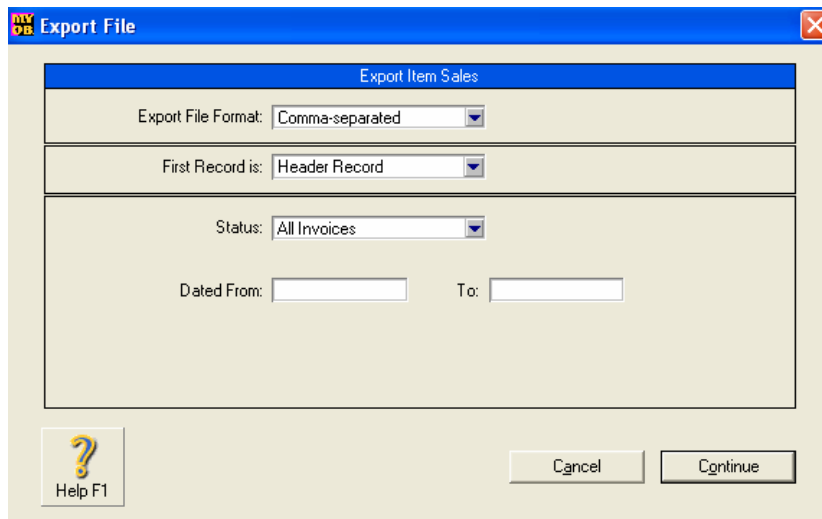 Export File
Export Item Sales
Export File Format: Comma-separated
First Record is: Header Record
Status: All Invoices
Dated From: To:
Help F1
Cancel Continue